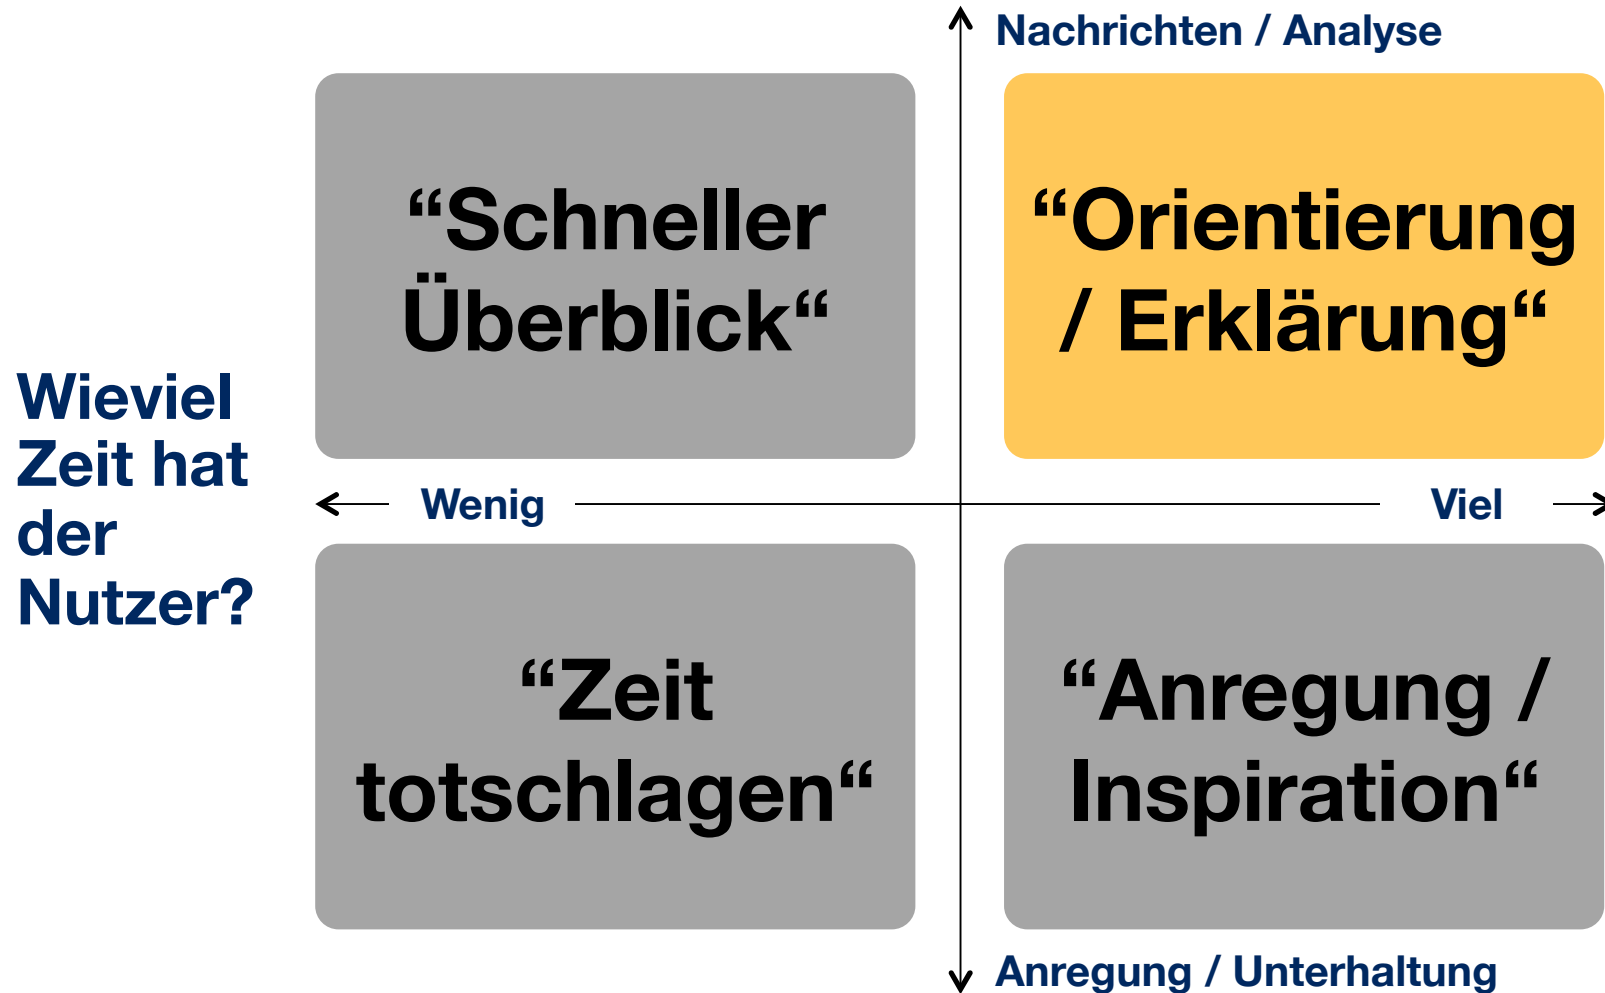 Nachrichten / Analyse
“Schneller
Überblick“
“Orientierung
/ Erklärung“
Wieviel
Zeit hat
der
Nutzer?
Wenig
Viel
“Zeit
totschlagen“
“Anregung /
Inspiration“
Anregung / Unterhaltung